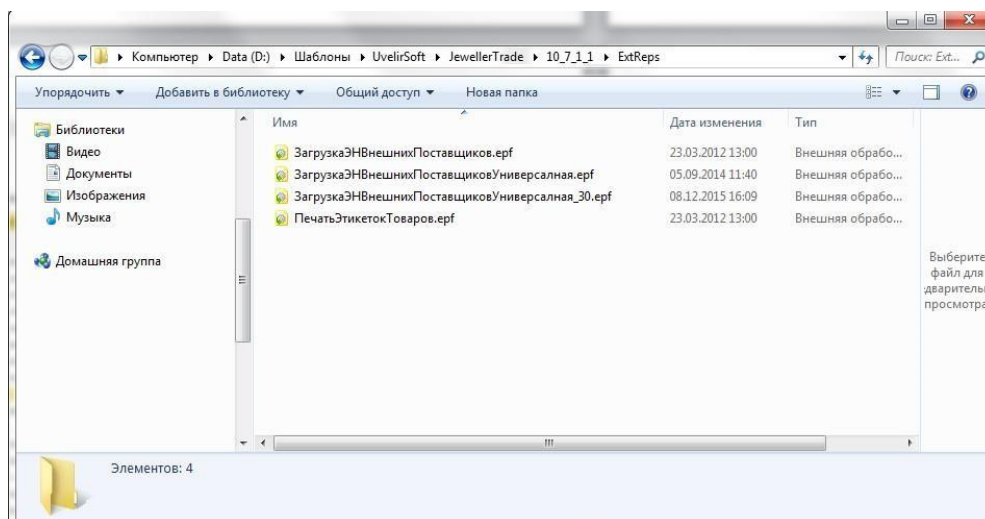 Компьютер ▸ Data (D:) ▸ Шаблоны ▸ UvelirSoft ▸ JewellerTrade ▸ 10_7_1_1 ▸ ExtReps
Поиск: Ext...
Упорядочить ▾ Добавить в библиотеку ▾ Общий доступ ▾ Новая папка
Библиотеки
Видео
Документы
Изображения
Музыка
Домашняя группа
Имя Дата изменения Тип
ЗагрузкаЭНВнешнихПоставщиков.epf 23.03.2012 13:00 Внешняя обрабо...
ЗагрузкаЭНВнешнихПоставщиковУниверсалная.epf 05.09.2014 11:40 Внешняя обрабо...
ЗагрузкаЭНВнешнихПоставщиковУниверсалная_30.epf 08.12.2015 16:09 Внешняя обрабо...
ПечатьЭтикетокТоваров.epf 23.03.2012 13:00 Внешняя обрабо...
Выберите
файл для
дваритель
просмотра
Элементов: 4